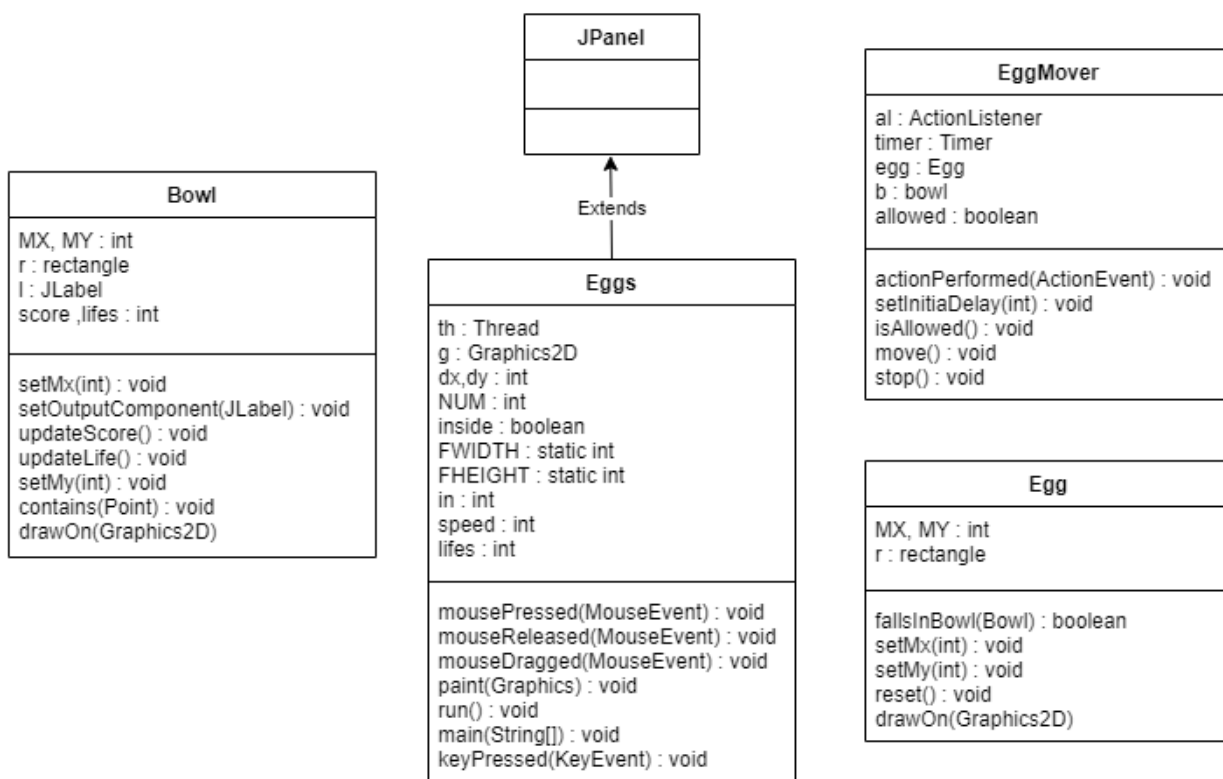 JPanel
Extends
Bowl
MX, MY : int
r : rectangle
l : JLabel
score ,lifes : int
setMx(int) : void
setOutputComponent(JLabel) : void
updateScore() : void
updateLife() : void
setMy(int) : void
contains(Point) : void
drawOn(Graphics2D)
Eggs
th : Thread
g : Graphics2D
dx,dy : int
NUM : int
inside : boolean
FWIDTH : static int
FHEIGHT : static int
in : int
speed : int
lifes : int
mousePressed(MouseEvent) : void
mouseReleased(MouseEvent) : void
mouseDragged(MouseEvent) : void
paint(Graphics) : void
run() : void
main(String[]) : void
keyPressed(KeyEvent) : void
EggMover
al : ActionListener
timer : Timer
egg : Egg
b : bowl
allowed : boolean
actionPerformed(ActionEvent) : void
setInitiaDelay(int) : void
isAllowed() : void
move() : void
stop() : void
Egg
MX, MY : int
r : rectangle
fallsInBowl(Bowl) : boolean
setMx(int) : void
setMy(int) : void
reset() : void
drawOn(Graphics2D)